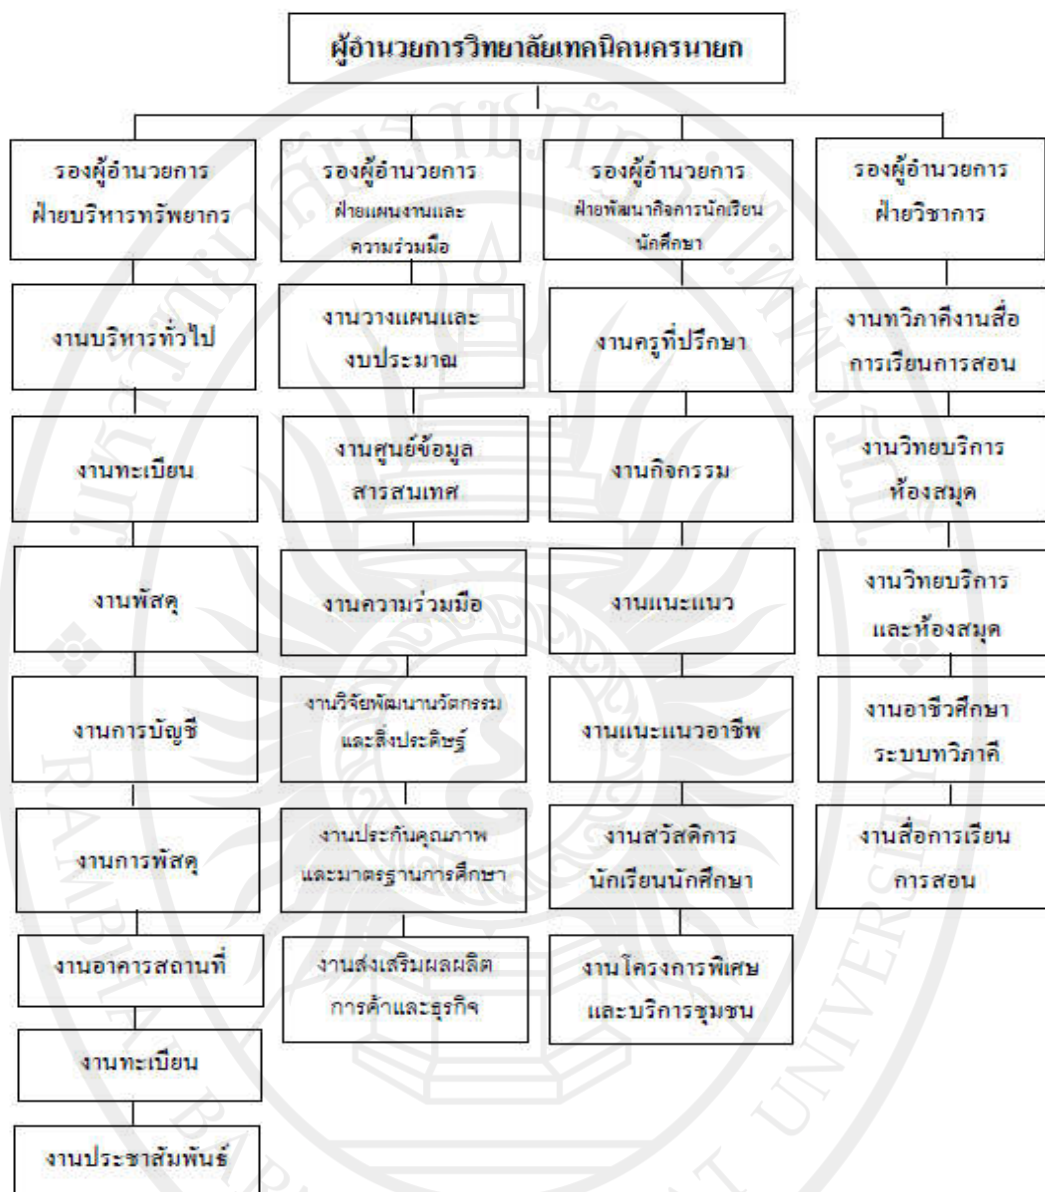 ผู้อำนวยการวิทยาลัยเทคนิคนครนายก
รองผู้อำนวยการ
ฝ่ายบริหารทรัพยากร
งานบริหารทั่วไป
งานทะเบียน
งานพัสดุ
งานการบัญชี
งานการพัสดุ
งานอาคารสถานที่
งานทะเบียน
งานประชาสัมพันธ์
รองผู้อำนวยการ
ฝ่ายแผนงานและ
ความร่วมมือ
งานวางแผนและ
งบประมาณ
งานศูนย์ข้อมูล
สารสนเทศ
งานความร่วมมือ
งานวิจัยพัฒนานวัตกรรม
และสิ่งประดิษฐ์
งานประกันคุณภาพ
และมาตรฐานการศึกษา
งานส่งเสริมผลผลิต
การค้าและธุรกิจ
รองผู้อำนวยการ
ฝ่ายพัฒนากิจการนักเรียน
นักศึกษา
งานครูที่ปรึกษา
งานกิจกรรม
งานแนะแนว
งานแนะแนวอาชีพ
งานสวัสดิการ
นักเรียนนักศึกษา
งานโครงการพิเศษ
และบริการชุมชน
รองผู้อำนวยการ
ฝ่ายวิชาการ
งานทวิภาคีงานสื่อ
การเรียนการสอน
งานวิทยบริการ
ห้องสมุด
งานวิทยบริการ
และห้องสมุด
งานอาชีวศึกษา
ระบบทวิภาคี
งานสื่อการเรียน
การสอน
UNIVERSITY